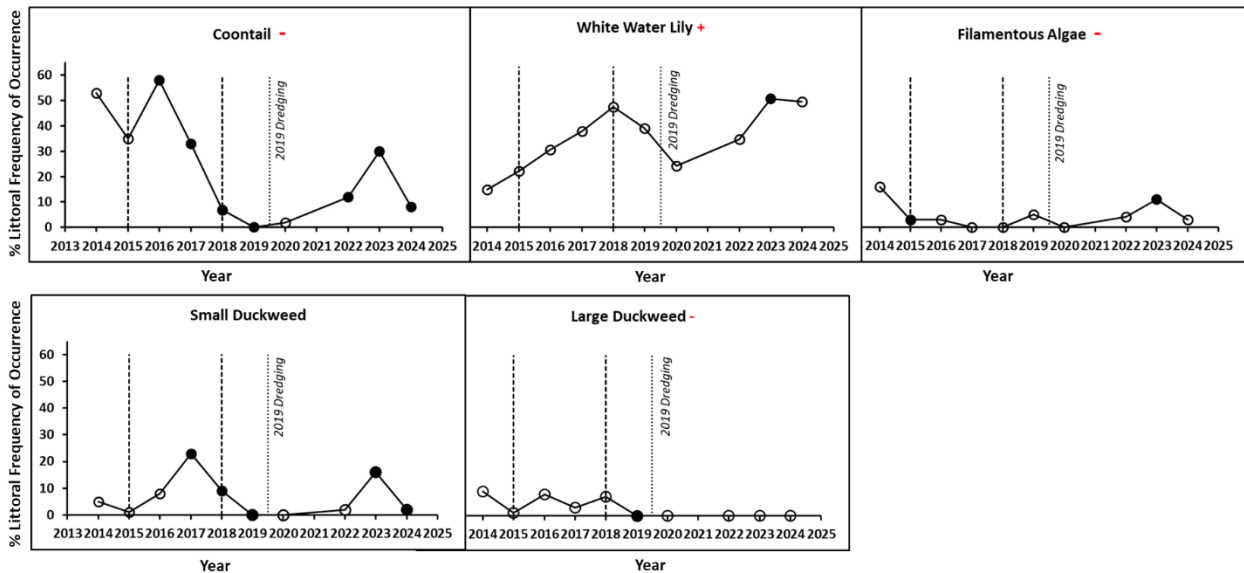 Coontail -
White Water Lily +
Filamentous Algae -
% Littoral Frequency of Occurrence
60
50
40
30
20
10
0
2019 Dredging
2019 Dredging
2019 Dredging
2013 2014 2015 2016 2017 2018 2019 2020 2021 2022 2023 2024 2025
2014 2015 2016 2017 2018 2019 2020 2021 2022 2023 2024 2025
2014 2015 2016 2017 2018 2019 2020 2021 2022 2023 2024 2025
Year
Year
Year
Small Duckweed
Large Duckweed -
% Littoral Frequency of Occurrence
60
50
40
30
20
10
0
2019 Dredging
2019 Dredging
2013 2014 2015 2016 2017 2018 2019 2020 2021 2022 2023 2024 2025
2014 2015 2016 2017 2018 2019 2020 2021 2022 2023 2024 2025
Year
Year